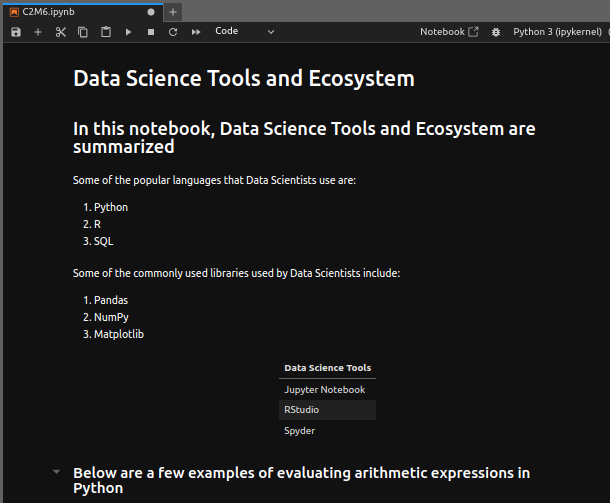 C2M6.ipynb
Code
Notebook
Python 3 (ipykernel)
Data Science Tools and Ecosystem
In this notebook, Data Science Tools and Ecosystem are
summarized
Some of the popular languages that Data Scientists use are:
1. Python
2. R
3. SQL
Some of the commonly used libraries used by Data Scientists include:
1. Pandas
2. NumPy
3. Matplotlib
Data Science Tools
Jupyter Notebook
RStudio
Spyder
Below are a few examples of evaluating arithmetic expressions in
Python